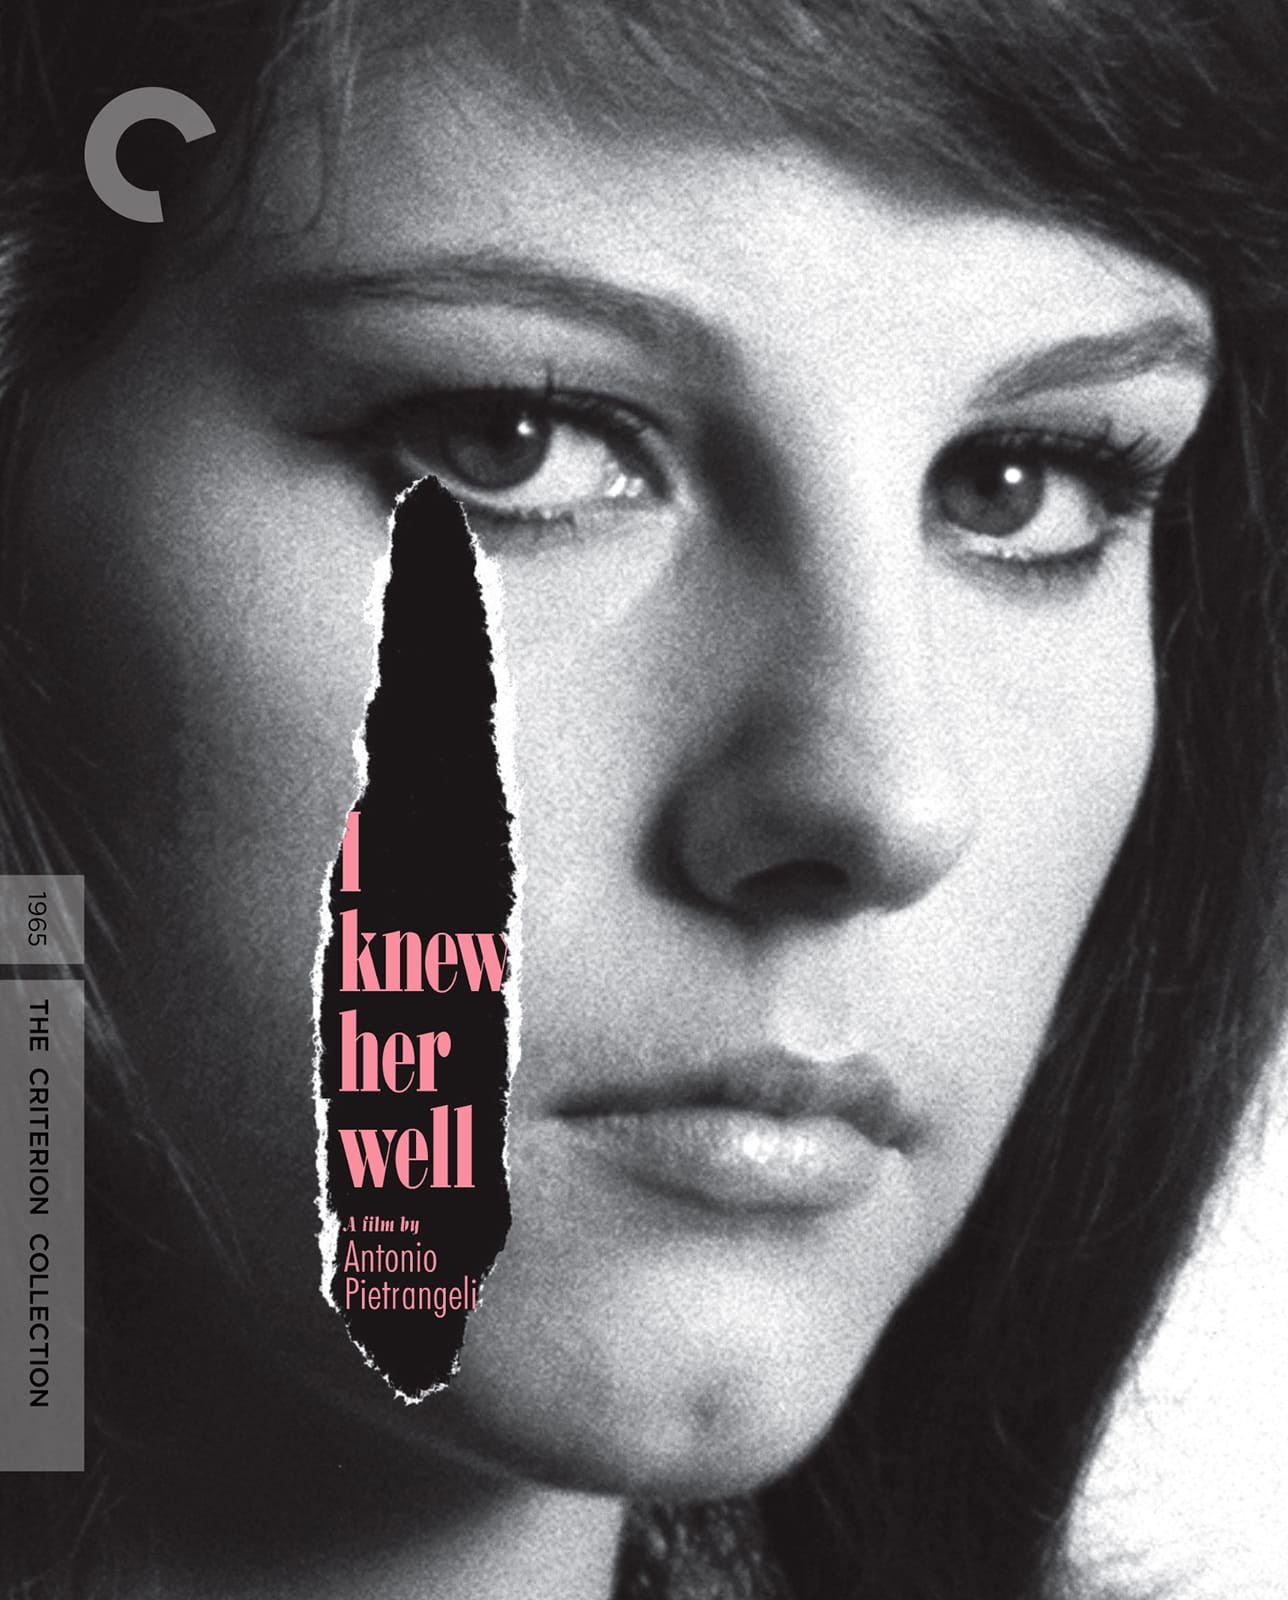 1965
THE CRITERION COLLECTION
I
knew
her
well
A film by
Antonio
Pietrangeli